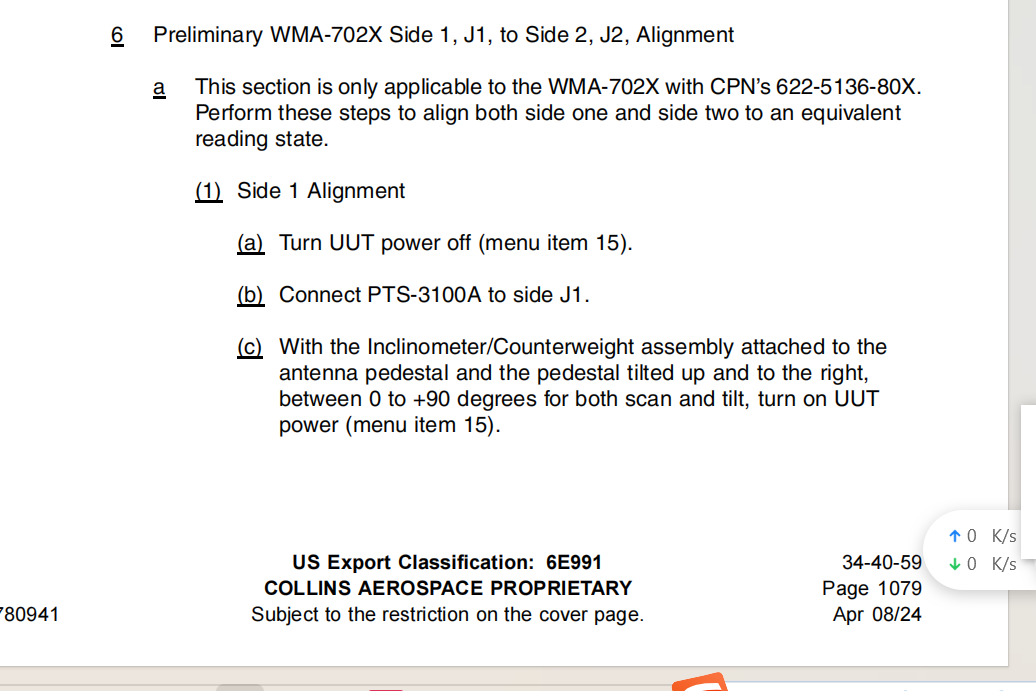 6 Preliminary WMA-702X Side 1, J1, to Side 2, J2, Alignment
a This section is only applicable to the WMA-702X with CPN’s 622-5136-80X.
Perform these steps to align both side one and side two to an equivalent
reading state.
(1) Side 1 Alignment
(a) Turn UUT power off (menu item 15).
(b) Connect PTS-3100A to side J1.
(c) With the Inclinometer/Counterweight assembly attached to the
antenna pedestal and the pedestal tilted up and to the right,
between 0 to +90 degrees for both scan and tilt, turn on UUT
power (menu item 15).
↑ 0 K/s
↓ 0 K/s
US Export Classification: 6E991 34-40-59
COLLINS AEROSPACE PROPRIETARY Page 1079
780941 Subject to the restriction on the cover page. Apr 08/24